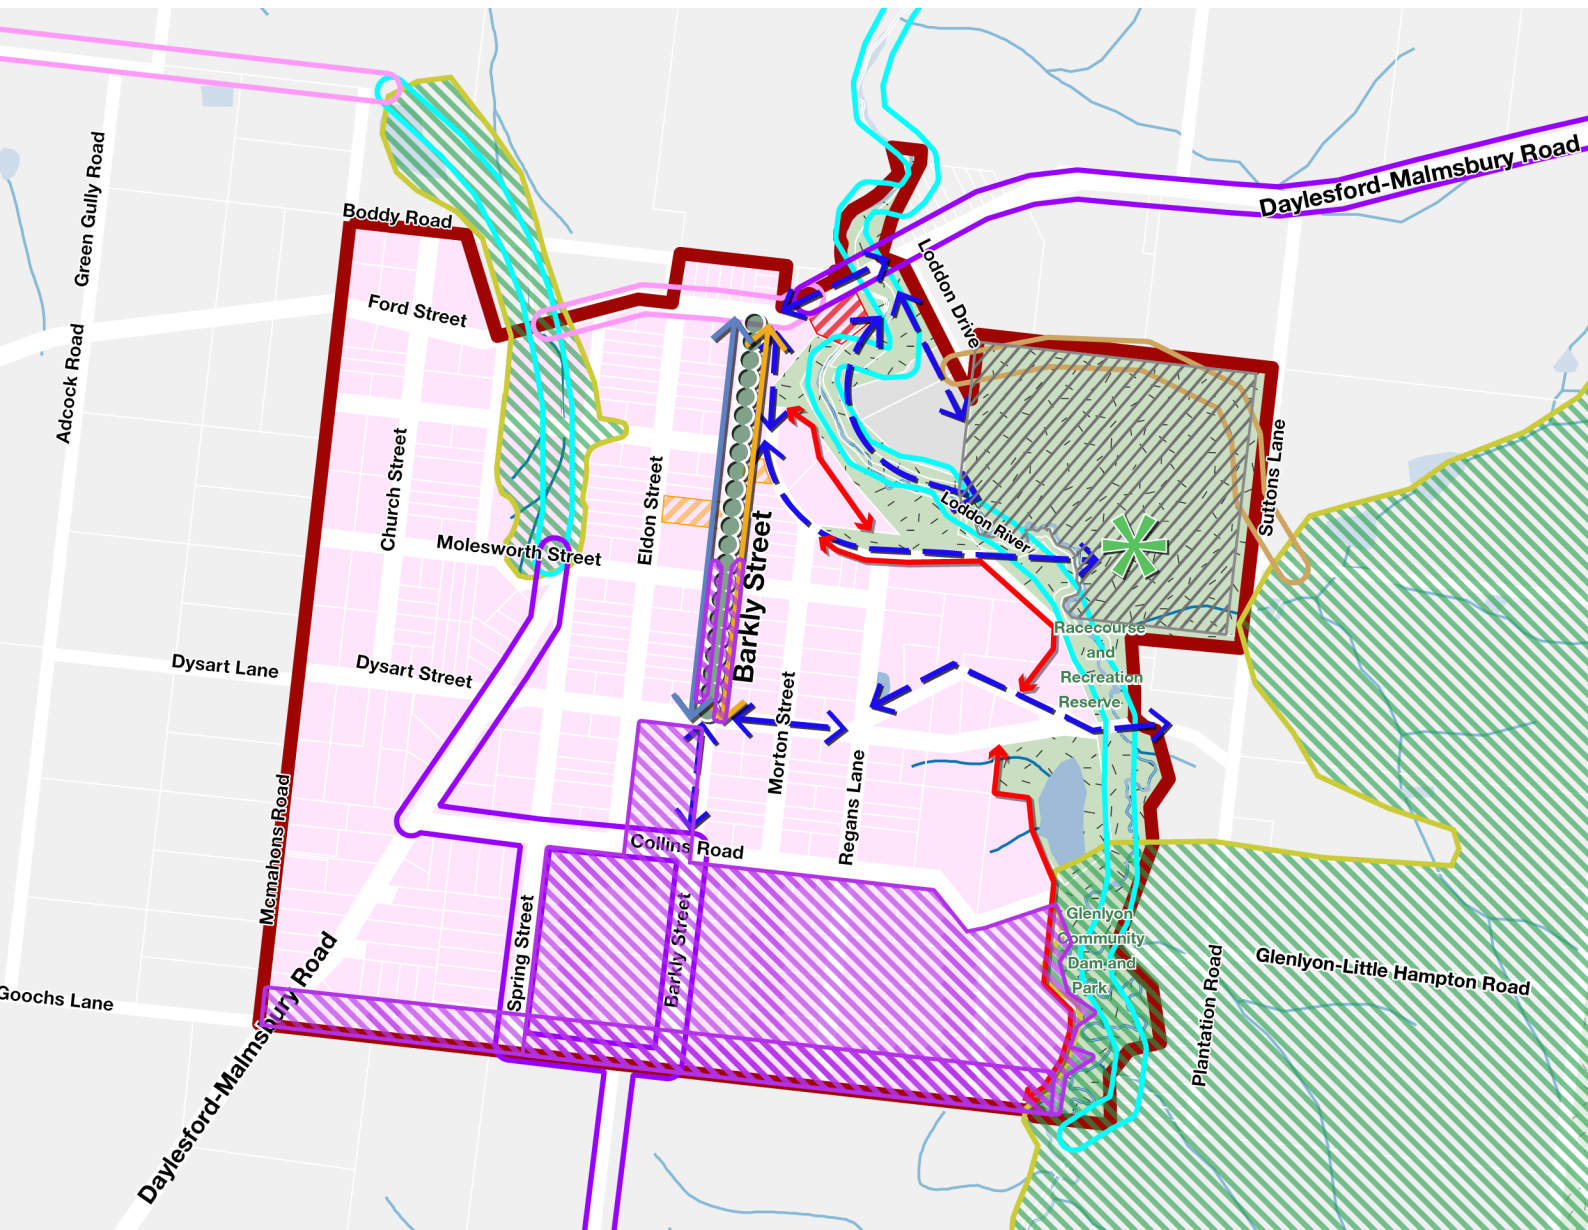 Daylesford-Malmsbury Road
Green Gully Road
Boddy Road
Loddon Drive
Ford Street
Adcock Road
Church Street
Eldon Street
Suttons Lane
Loddon River
Molesworth Street
Barkly Street
Racecourse
and
Recreation
Reserve
Dysart Lane
Dysart Street
Morton Street
Regans Lane
Mcmahons Road
Collins Road
Spring Street
Barkly Street
Glenlyon
Community
Dam and
Park
Plantation Road
Glenlyon-Little Hampton Road
Goochs Lane
Daylesford-Malmsbury Road